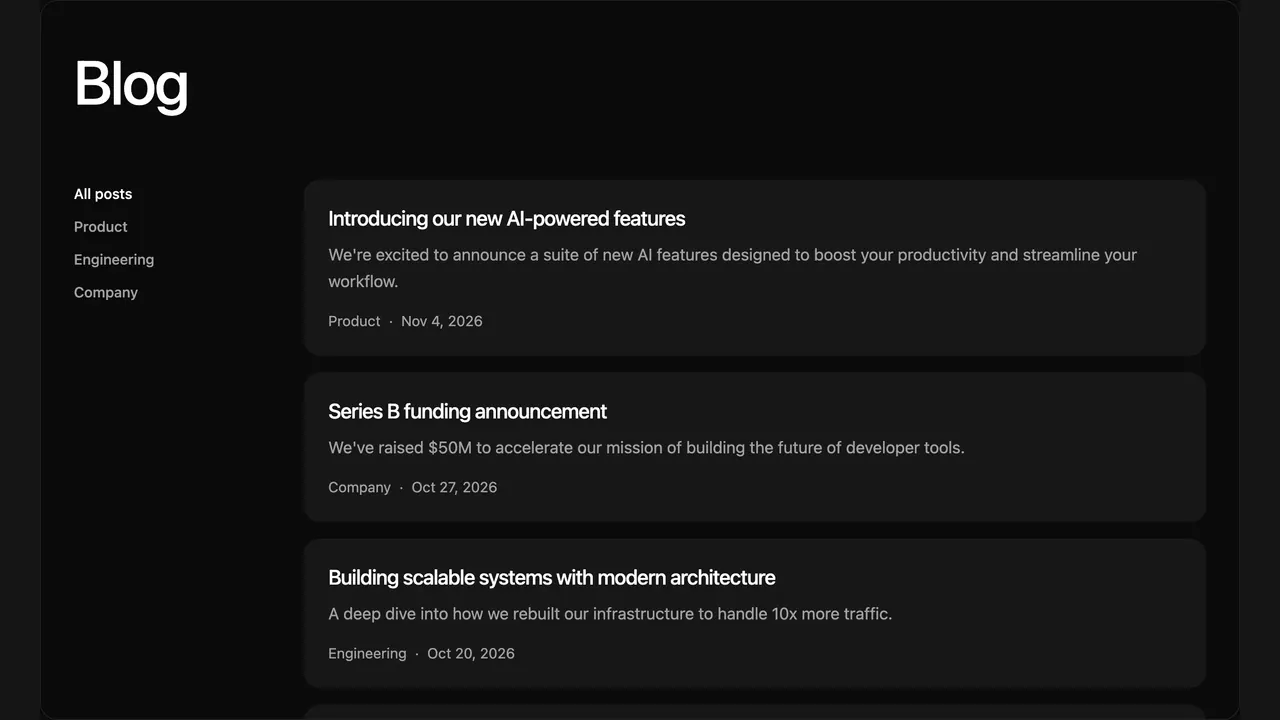 Blog
All posts
Product
Engineering
Company
Introducing our new AI-powered features
We're excited to announce a suite of new AI features designed to boost your productivity and streamline your
workflow.
Product · Nov 4, 2026
Series B funding announcement
We've raised $50M to accelerate our mission of building the future of developer tools.
Company · Oct 27, 2026
Building scalable systems with modern architecture
A deep dive into how we rebuilt our infrastructure to handle 10x more traffic.
Engineering · Oct 20, 2026